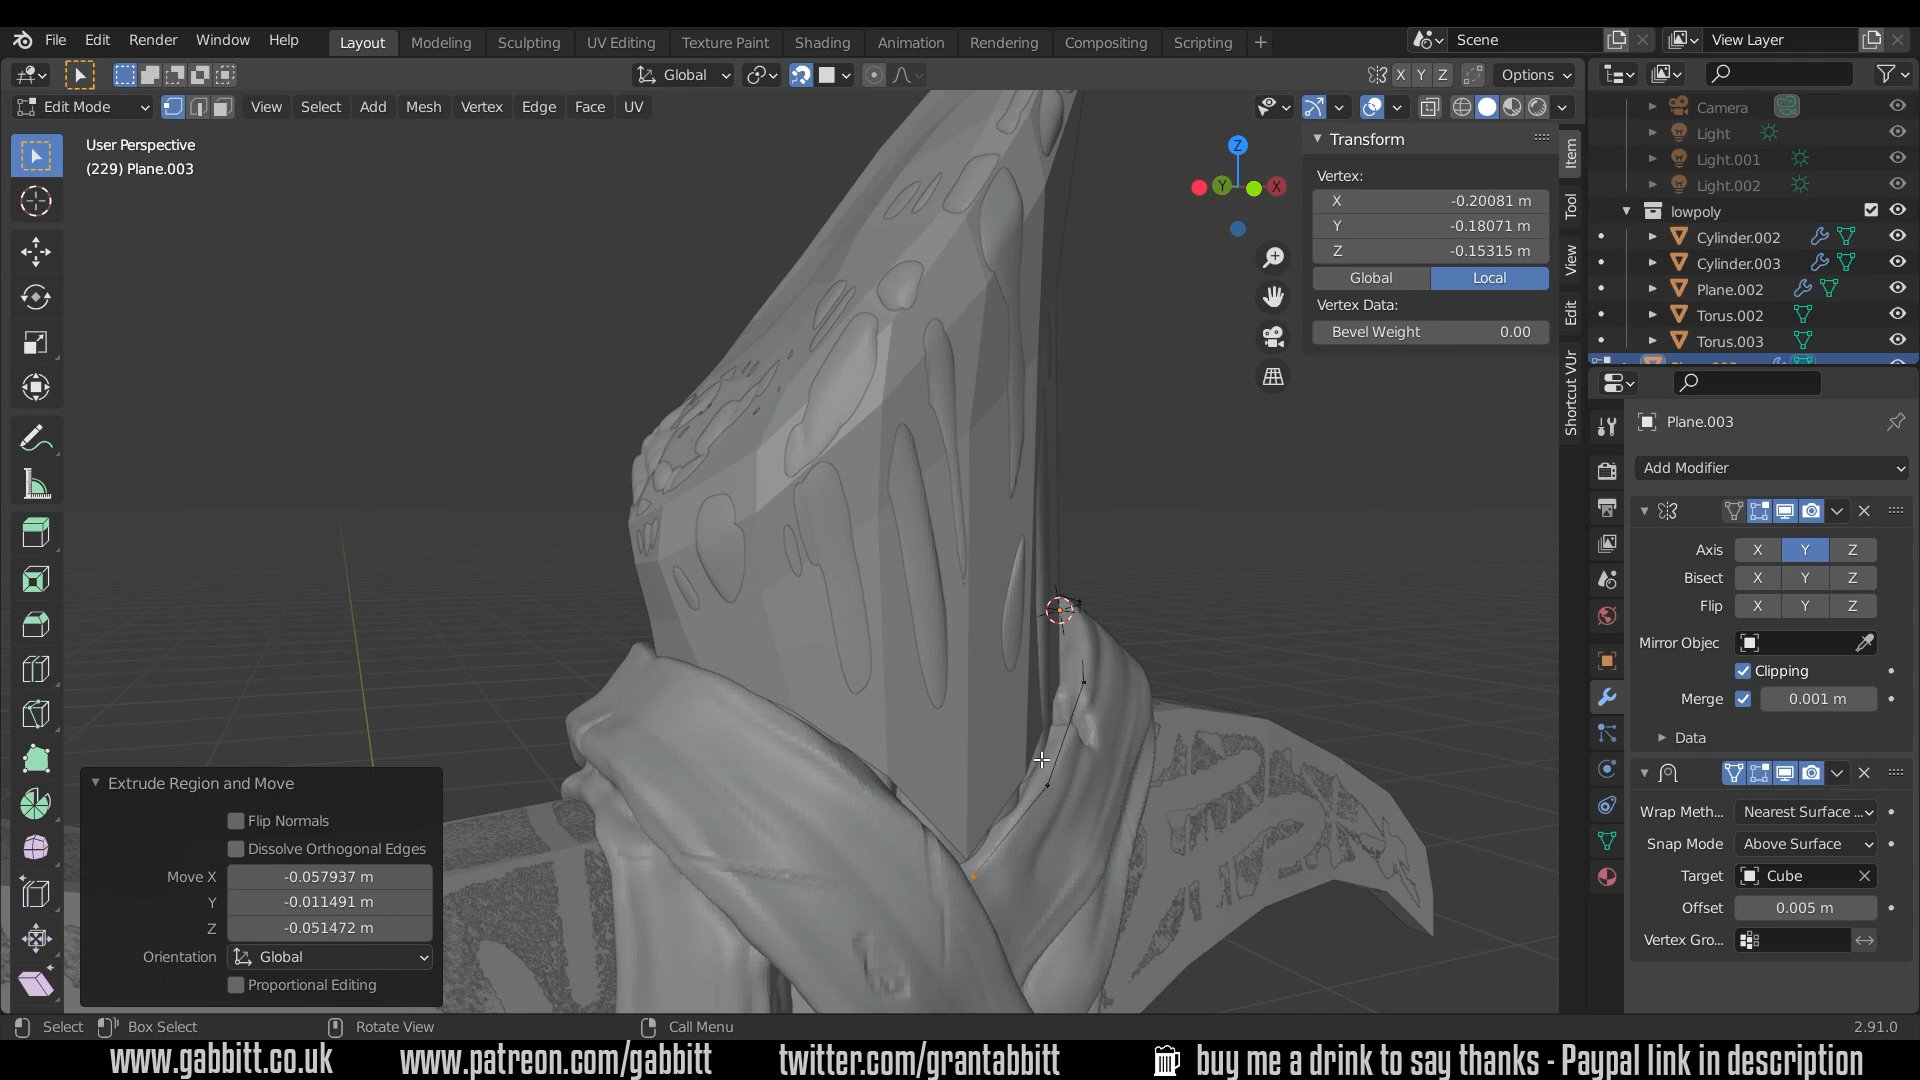 File Edit Render Window Help Layout Modeling Sculpting UV Editing Texture Paint Shading Animation Rendering Compositing Scripting + Scene View Layer
Global X Y Z Options
Edit Mode View Select Add Mesh Vertex Edge Face UV
User Perspective
(229) Plane.003
Z
Y
X
Transform
Vertex:
X -0.20081 m
Y -0.18071 m
Z -0.15315 m
Global Local
Vertex Data:
Bevel Weight 0.00
Item
Tool
View
Edit
Shortcut VUr
Camera
Light
Light.001
Light.002
lowpoly
Cylinder.002
Cylinder.003
Plane.002
Torus.002
Torus.003
Plane.003
Add Modifier
Axis X Y Z
Bisect X Y Z
Flip X Y Z
Mirror Objec
Clipping
Merge 0.001 m
Data
Wrap Meth... Nearest Surface ...
Snap Mode Above Surface
Target Cube
Offset 0.005 m
Vertex Gro...
Extrude Region and Move
Flip Normals
Dissolve Orthogonal Edges
Move X -0.057937 m
Y -0.011491 m
Z -0.051472 m
Orientation Global
Proportional Editing
Select Box Select Rotate View Call Menu 2.91.0
www.gabbitt.co.uk www.patreon.com/gabbitt twitter.com/grantabbitt buy me a drink to say thanks - Paypal link in description